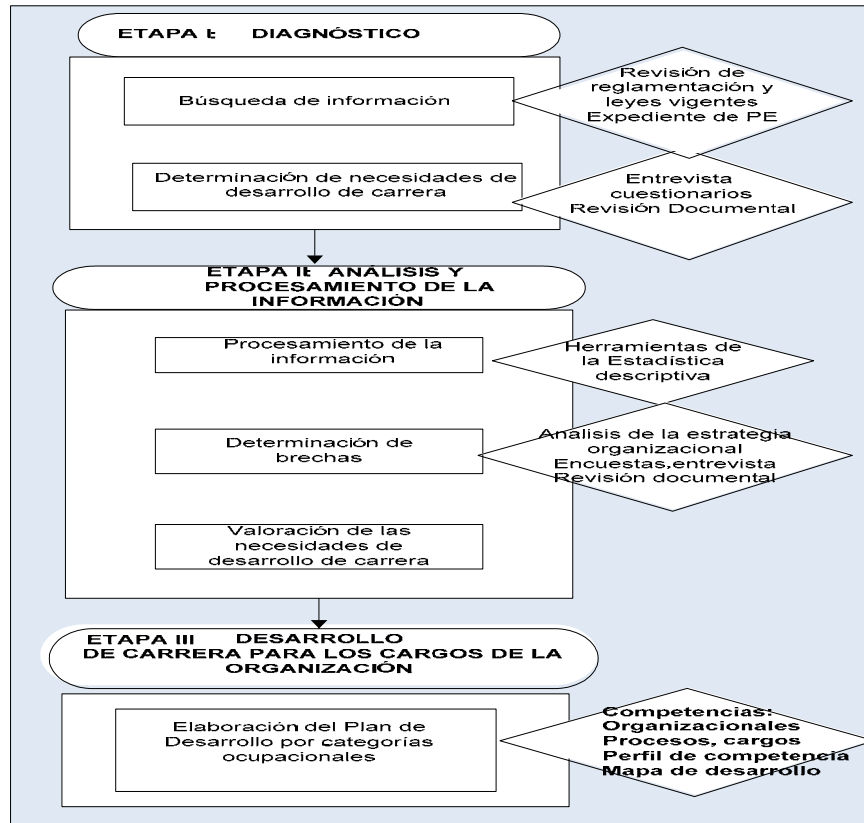 ETAPA I: DIAGNÓSTICO
Búsqueda de información
Revisión de
reglamentación y
leyes vigentes
Expediente de PE
Determinación de necesidades de
desarrollo de carrera
Entrevista
cuestionarios
Revisión Documental
ETAPA II: ANÁLISIS Y
PROCESAMIENTO DE LA
INFORMACIÓN
Procesamiento de la
información
Herramientas de
la Estadística
descriptiva
Determinación de
brechas
Analisis de la estrategia
organizacional
Encuestas,entrevista
Revisión documental
Valoración de las
necesidades de
desarrollo de carrera
ETAPA III DESARROLLO
DE CARRERA PARA LOS CARGOS DE LA
ORGANIZACIÓN
Elaboración del Plan de
Desarrollo por categorías
ocupacionales
Competencias:
Organizacionales
Procesos, cargos
Perfil de competencia
Mapa de desarrollo